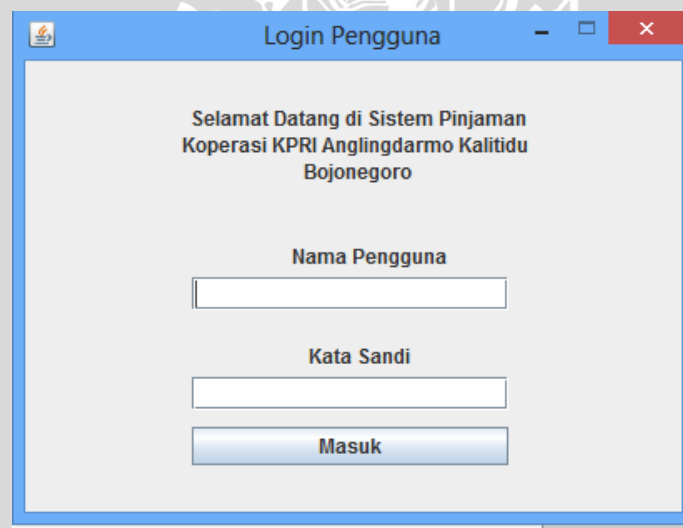 Login Pengguna
Selamat Datang di Sistem Pinjaman
Koperasi KPRI Anglingdarmo Kalitidu
Bojonegoro
Nama Pengguna
Kata Sandi
Masuk